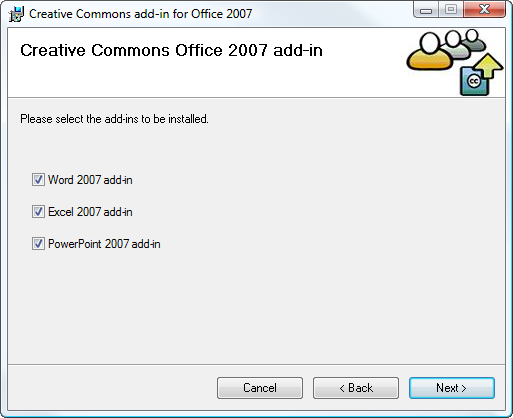 Creative Commons add-in for Office 2007
Creative Commons Office 2007 add-in
cc
Please select the add-ins to be installed.
Word 2007 add-in
Excel 2007 add-in
PowerPoint 2007 add-in
Cancel
< Back
Next >